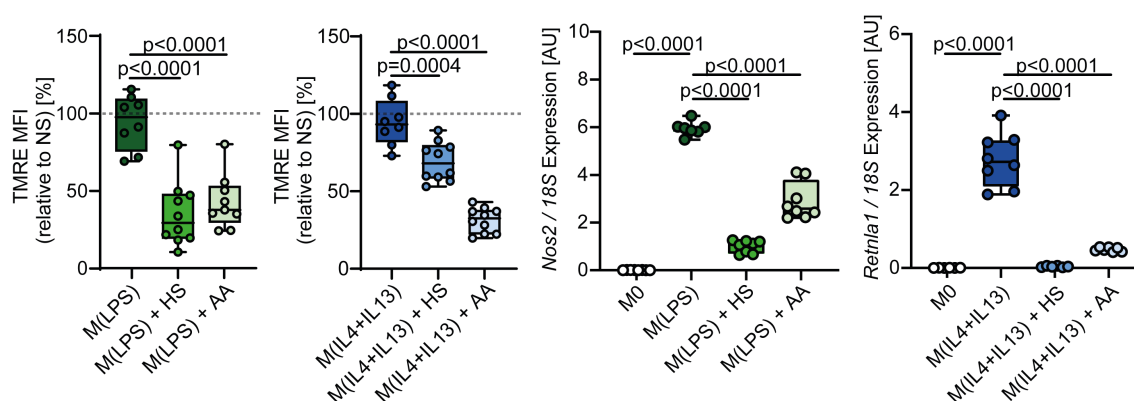 TMRE MFI
(relative to NS) [%]
150
100
50
0
p<0.0001
p<0.0001
M(LPS)
M(LPS) + HS
M(LPS) + AA
TMRE MFI
(relative to NS) [%]
150
100
50
0
p<0.0001
p=0.0004
M(IL4+IL13)
M(IL4+IL13) + HS
M(IL4+IL13) + AA
Nos2 / 18S Expression [AU]
10
8
6
4
2
0
p<0.0001
p<0.0001
p<0.0001
M0
M(LPS)
M(LPS) + HS
M(LPS) + AA
Retnla1 / 18S Expression [AU]
6
4
2
0
p<0.0001
p<0.0001
p<0.0001
M0
M(IL4+IL13)
M(IL4+IL13) + HS
M(IL4+IL13) + AA